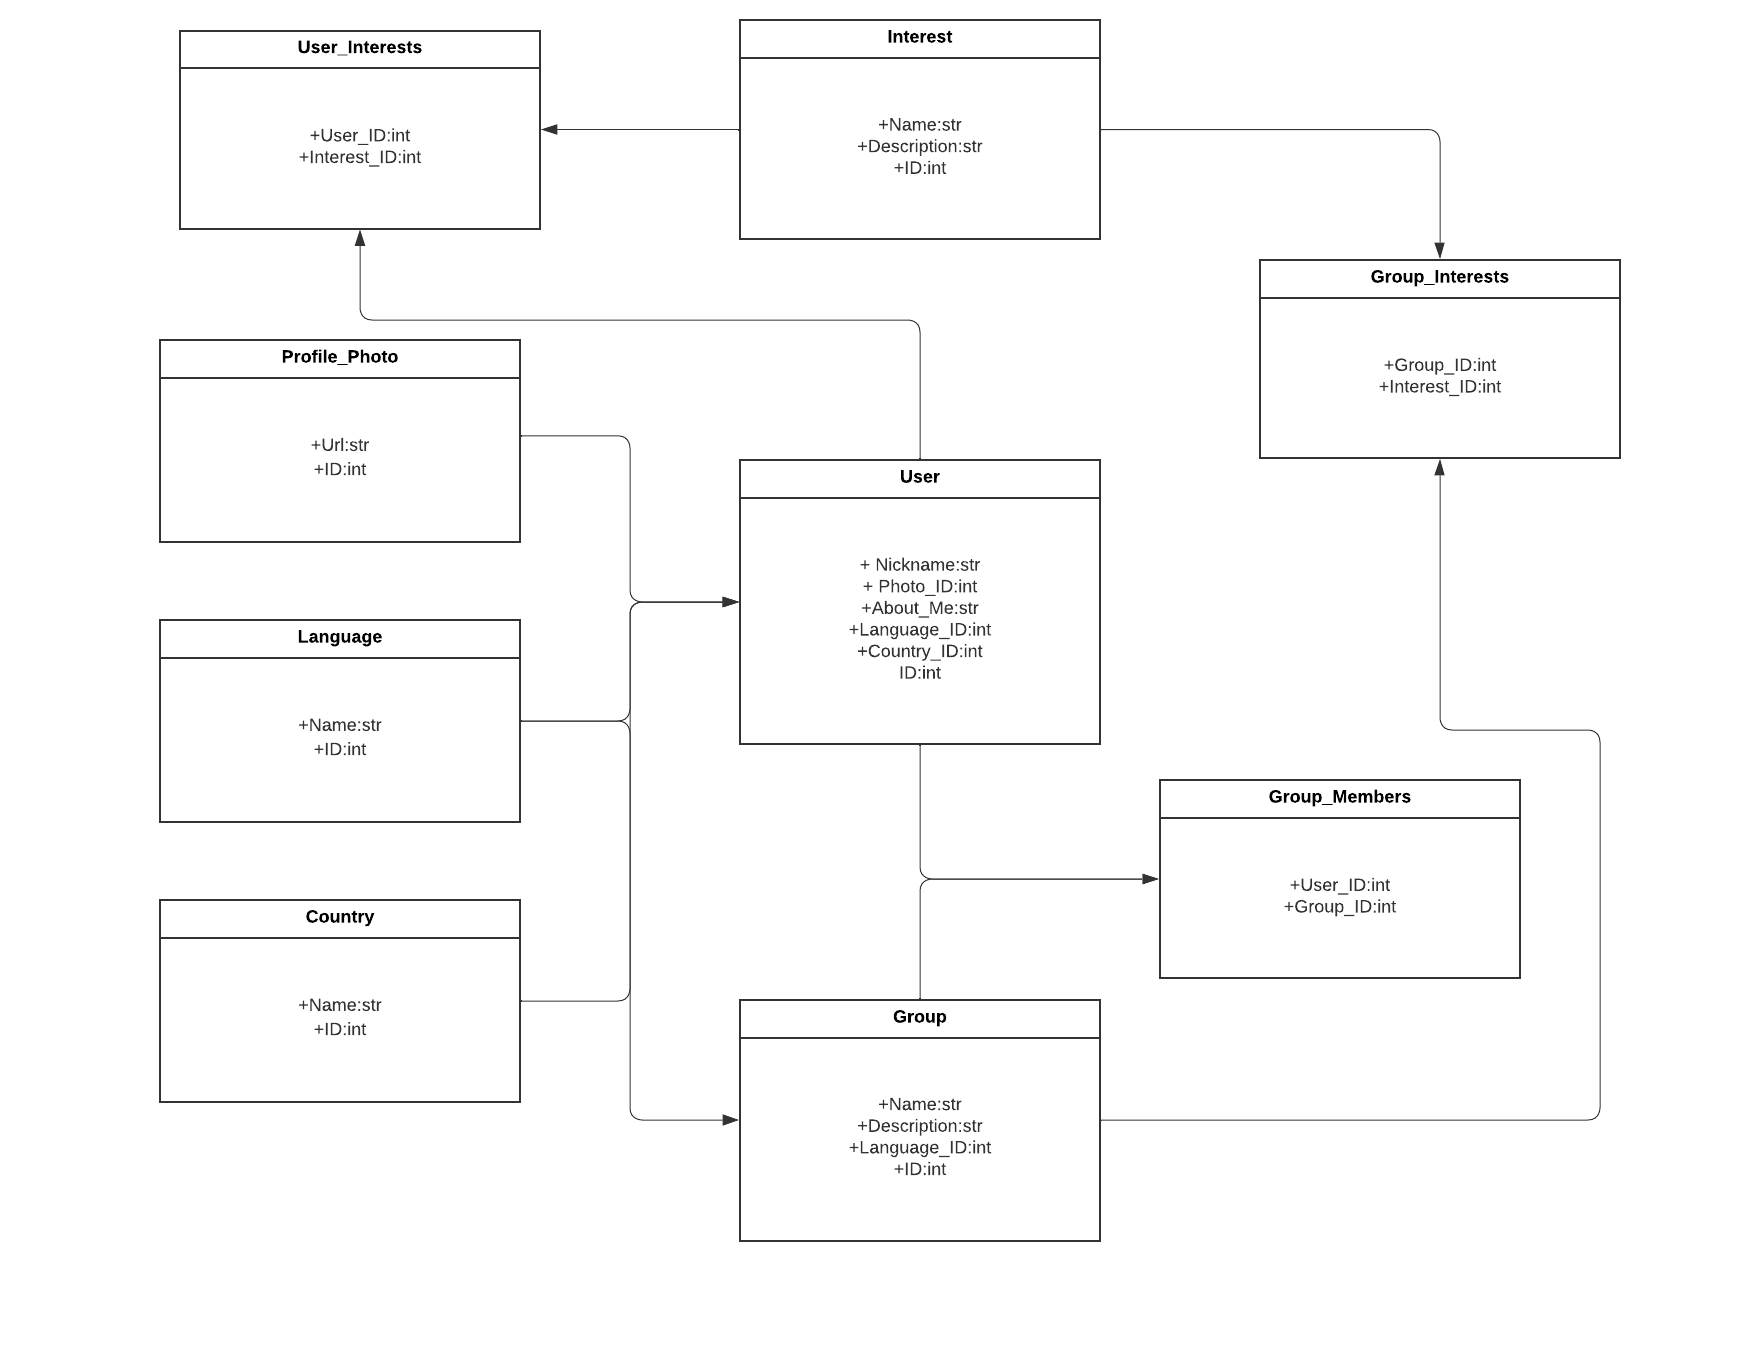 User_Interests
+User_ID:int
+Interest_ID:int
Interest
+Name:str
+Description:str
+ID:int
Group_Interests
+Group_ID:int
+Interest_ID:int
Profile_Photo
+Url:str
+ID:int
User
+ Nickname:str
+ Photo_ID:int
+About_Me:str
+Language_ID:int
+Country_ID:int
ID:int
Language
+Name:str
+ID:int
Group_Members
+User_ID:int
+Group_ID:int
Country
+Name:str
+ID:int
Group
+Name:str
+Description:str
+Language_ID:int
+ID:int